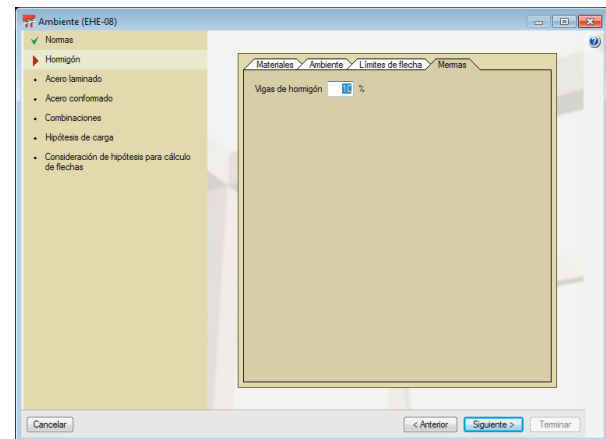 Ambiente (EHE-08)
Normas
Hormigón
Acero laminado
Acero conformado
Combinaciones
Hipótesis de carga
Consideración de hipótesis para cálculo
de flechas
Materiales Ambiente Límites de flecha Mermas
Vigas de hormigón 10 %
Cancelar < Anterior Siguiente > Terminar